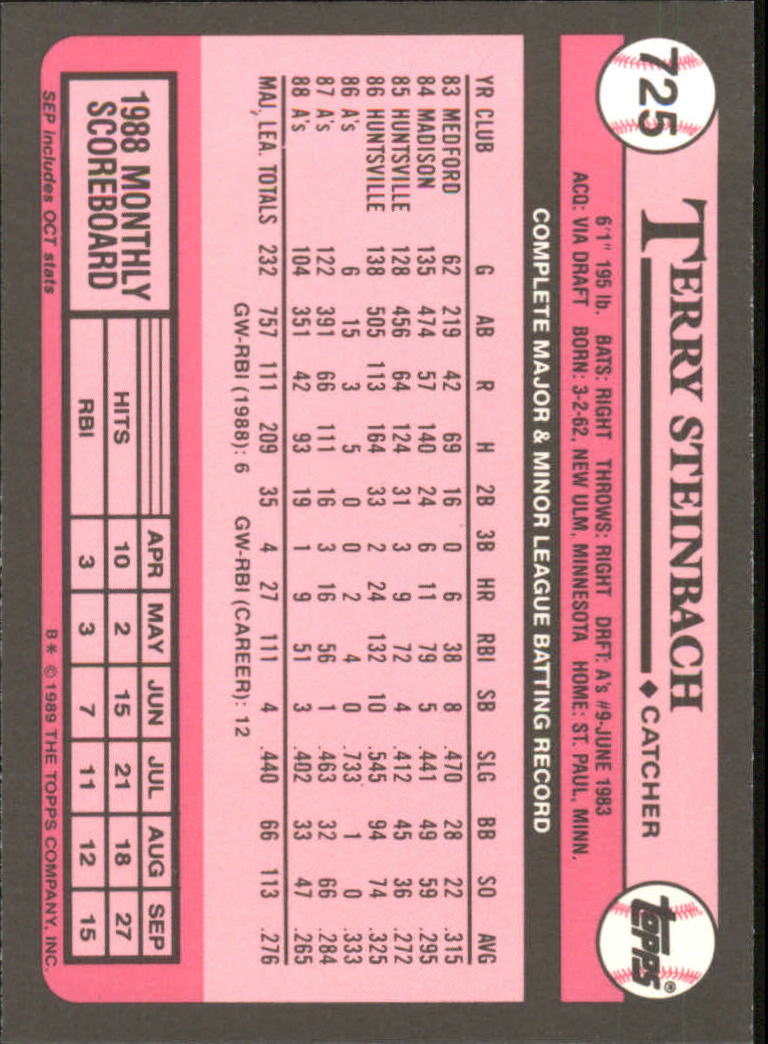 725
TERRY STEINBACH
◆ CATCHER
topps®
6'1" 195 lb. BATS: RIGHT THROWS: RIGHT DRFT: A's #9-JUNE 1983
ACQ: VIA DRAFT BORN: 3-2-62, NEW ULM, MINNESOTA HOME: ST. PAUL, MINN.
COMPLETE MAJOR & MINOR LEAGUE BATTING RECORD
YR CLUB G AB R H 2B 3B HR RBI SB SLG BB SO AVG
83 MEDFORD 62 219 42 69 16 0 6 38 8 .470 28 22 .315
84 MADISON 135 474 57 140 24 6 11 79 5 .441 49 59 .295
85 HUNTSVILLE 128 456 64 124 31 3 9 72 4 .412 45 36 .272
86 HUNTSVILLE 138 505 113 164 33 2 24 132 10 .545 94 74 .325
86 A's 6 15 3 5 0 0 2 4 0 .733 1 0 .333
87 A's 122 391 66 111 16 3 16 56 1 .463 32 66 .284
88 A's 104 351 42 93 19 1 9 51 3 .402 33 47 .265
MAJ. LEA. TOTALS 232 757 111 209 35 4 27 111 4 .440 66 113 .276
GW-RBI (1988): 6 GW-RBI (CAREER): 12
1988 MONTHLY
SCOREBOARD
APR MAY JUN JUL AUG SEP
HITS 10 2 15 21 18 27
RBI 3 3 7 11 12 15
SEP includes OCT stats
B* © 1989 THE TOPPS COMPANY, INC.